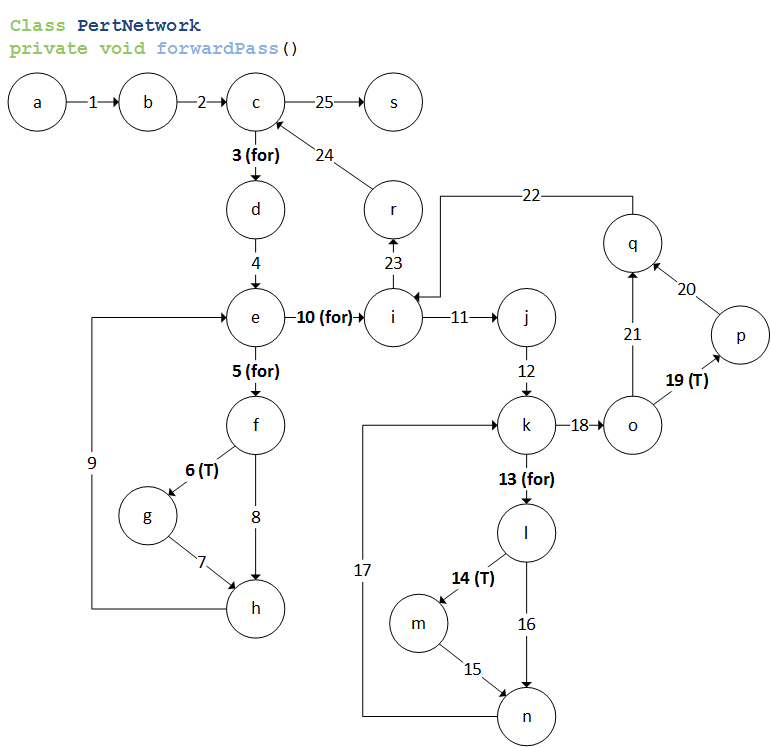 Class PertNetwork
private void forwardPass()
a 1 b 2 c 25 s
3 (for) 24
d r 22 q
4 23 20
e 10 (for) i 11 j 21 p
5 (for) 12 19 (T)
f k 18 o
9 6 (T) 13 (for)
g 8 l
7 17 14 (T)
h m 16
15
n